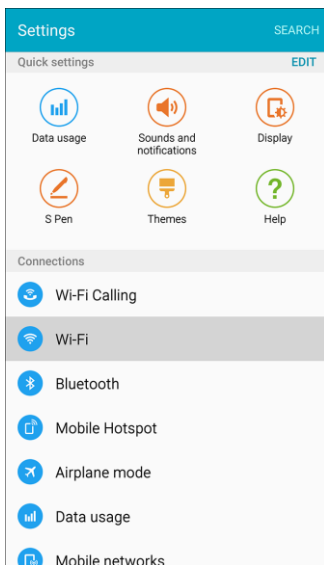 Settings
SEARCH
Quick settings
EDIT
Data usage
Sounds and
notifications
Display
S Pen
Themes
Help
Connections
Wi-Fi Calling
Wi-Fi
Bluetooth
Mobile Hotspot
Airplane mode
Data usage
Mobile networks